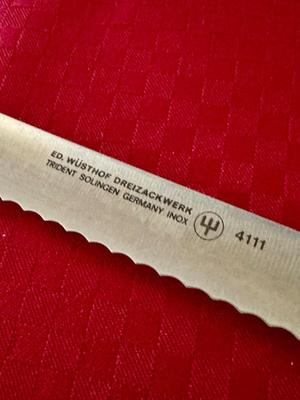 ED. WÜSTHOF DREIZACKWERK
TRIDENT SOLINGEN GERMANY INOX
4111